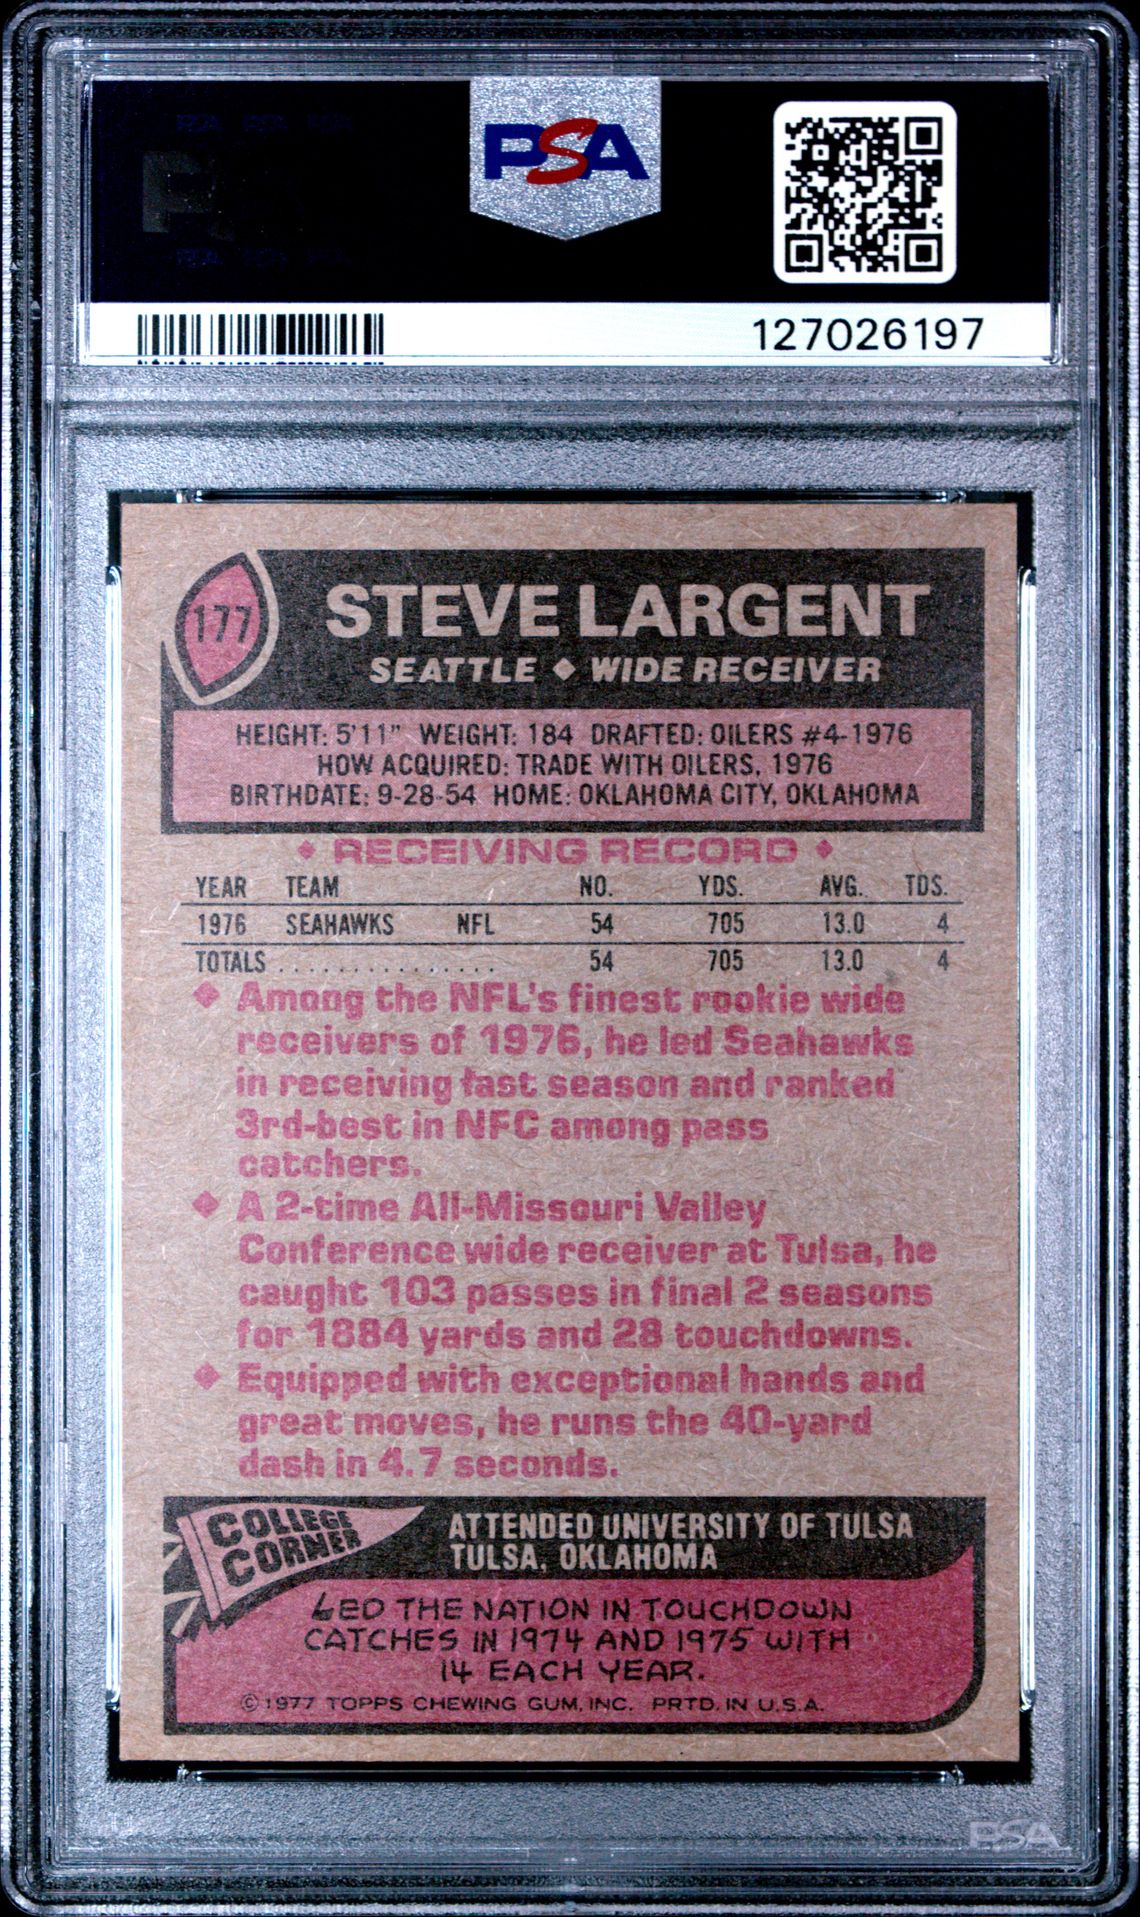 PSA PSA PSA
PSA
PSA PSA PSA
127026197
177
STEVE LARGENT
SEATTLE ◆ WIDE RECEIVER
HEIGHT: 5'11" WEIGHT: 184 DRAFTED: OILERS #4-1976
HOW ACQUIRED: TRADE WITH OILERS, 1976
BIRTHDATE: 9-28-54 HOME: OKLAHOMA CITY, OKLAHOMA
◆ RECEIVING RECORD ◆
YEAR TEAM NO. YDS. AVG. TDS.
1976 SEAHAWKS NFL 54 705 13.0 4
TOTALS . . . . . . . . . . . . . . . 54 705 13.0 4
◆ Among the NFL's finest rookie wide
receivers of 1976, he led Seahawks
in receiving last season and ranked
3rd-best in NFC among pass
catchers.
◆ A 2-time All-Missouri Valley
Conference wide receiver at Tulsa, he
caught 103 passes in final 2 seasons
for 1884 yards and 28 touchdowns.
◆ Equipped with exceptional hands and
great moves, he runs the 40-yard
dash in 4.7 seconds.
COLLEGE
CORNER
ATTENDED UNIVERSITY OF TULSA
TULSA, OKLAHOMA
LED THE NATION IN TOUCHDOWN
CATCHES IN 1974 AND 1975 WITH
14 EACH YEAR.
© 1977 TOPPS CHEWING GUM, INC. PRTD. IN U.S.A.
PSA